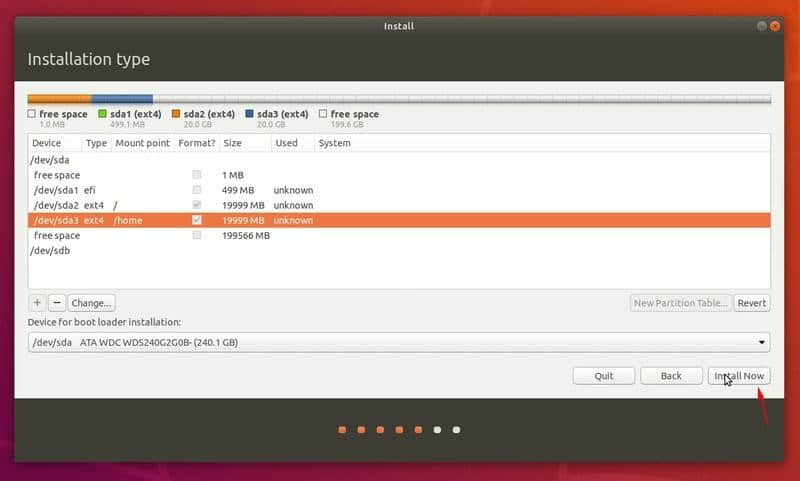 Install
Installation type
free space sda1 (ext4) sda2 (ext4) sda3 (ext4) free space
1.0 MB 499.1 MB 20.0 GB 20.0 GB 199.6 GB
Device Type Mount point Format? Size Used System
/dev/sda
free space 1 MB
/dev/sda1 efi 499 MB unknown
/dev/sda2 ext4 / 19999 MB unknown
/dev/sda3 ext4 /home 19999 MB unknown
free space 199566 MB
/dev/sdb
+ − Change... New Partition Table... Revert
Device for boot loader installation:
/dev/sda ATA WDC WDS240G2G0B- (240.1 GB)
Quit Back Install Now